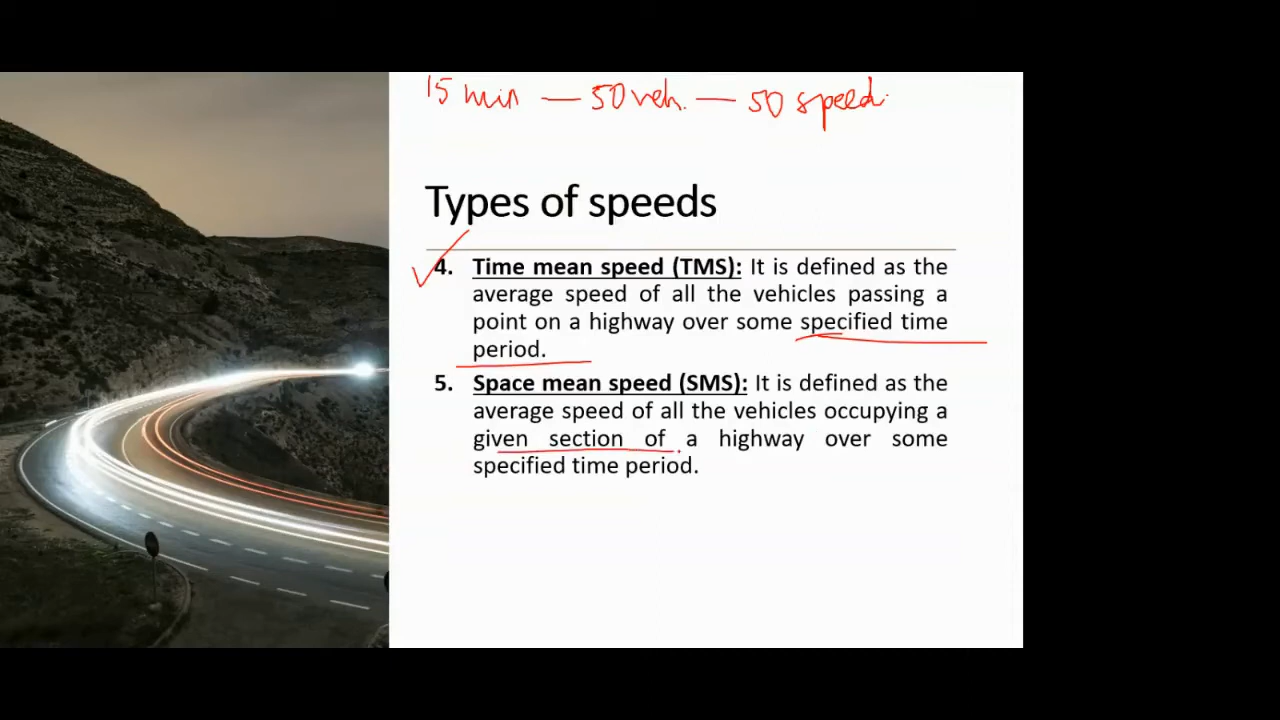 15 min — 50 veh. — 50 speed.
Types of speeds
4. Time mean speed (TMS): It is defined as the
average speed of all the vehicles passing a
point on a highway over some specified time
period.
5. Space mean speed (SMS): It is defined as the
average speed of all the vehicles occupying a
given section of a highway over some
specified time period.